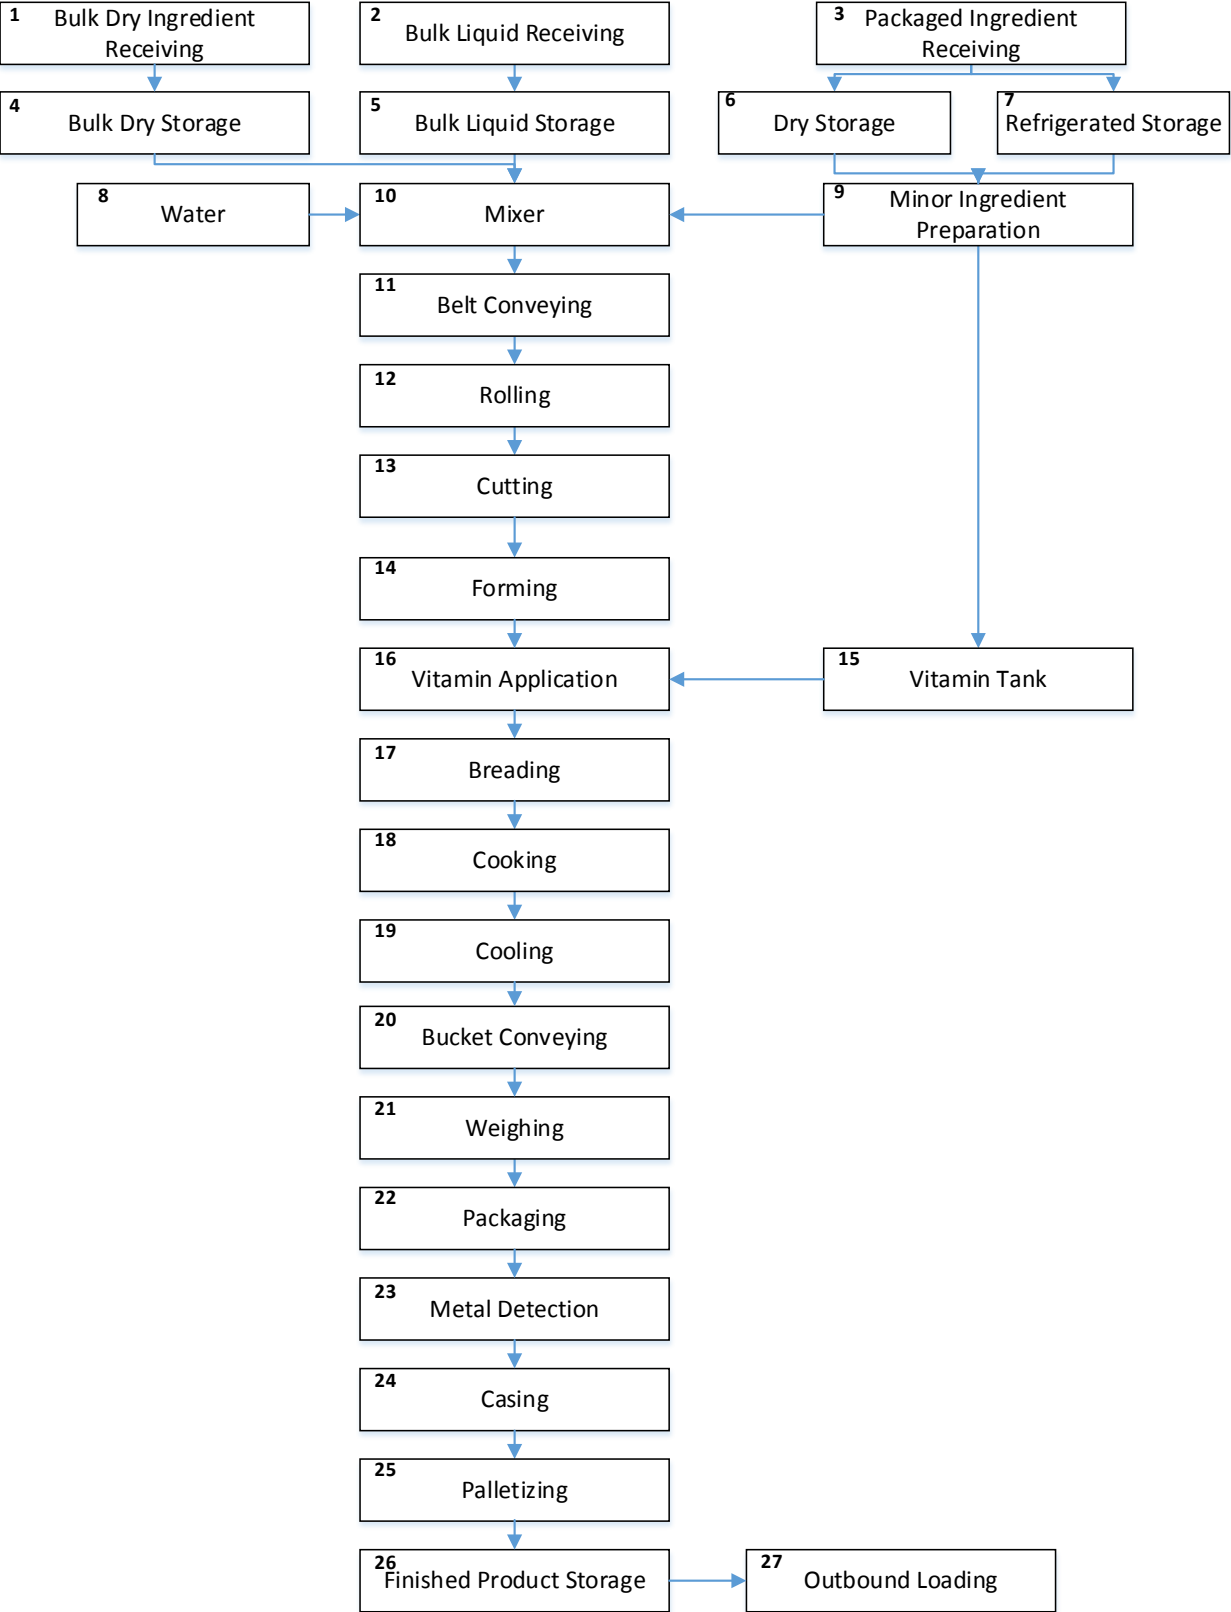 1
Bulk Dry Ingredient
Receiving
2
Bulk Liquid Receiving
3
Packaged Ingredient
Receiving
4
Bulk Dry Storage
5
Bulk Liquid Storage
6
Dry Storage
7
Refrigerated Storage
8
Water
10
Mixer
9
Minor Ingredient
Preparation
11
Belt Conveying
12
Rolling
13
Cutting
14
Forming
16
Vitamin Application
15
Vitamin Tank
17
Breading
18
Cooking
19
Cooling
20
Bucket Conveying
21
Weighing
22
Packaging
23
Metal Detection
24
Casing
25
Palletizing
26
Finished Product Storage
27
Outbound Loading